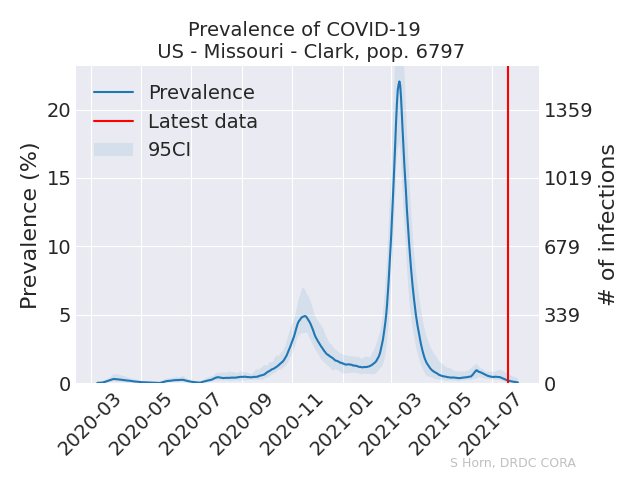 Prevalence of COVID-19
US - Missouri - Clark, pop. 6797
Prevalence
Latest data
95CI
Prevalence (%)
20
15
10
5
0
1359
1019
679
339
0
# of infections
2020-03
2020-05
2020-07
2020-09
2020-11
2021-01
2021-03
2021-05
2021-07
S Horn, DRDC CORA